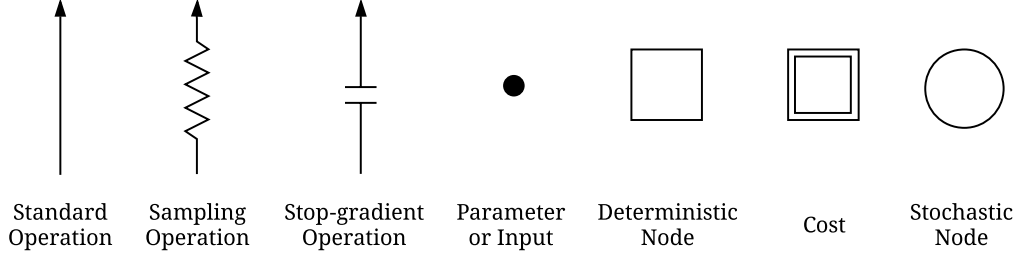 Standard
Operation
Sampling
Operation
Stop-gradient
Operation
Parameter
or Input
Deterministic
Node
Cost
Stochastic
Node